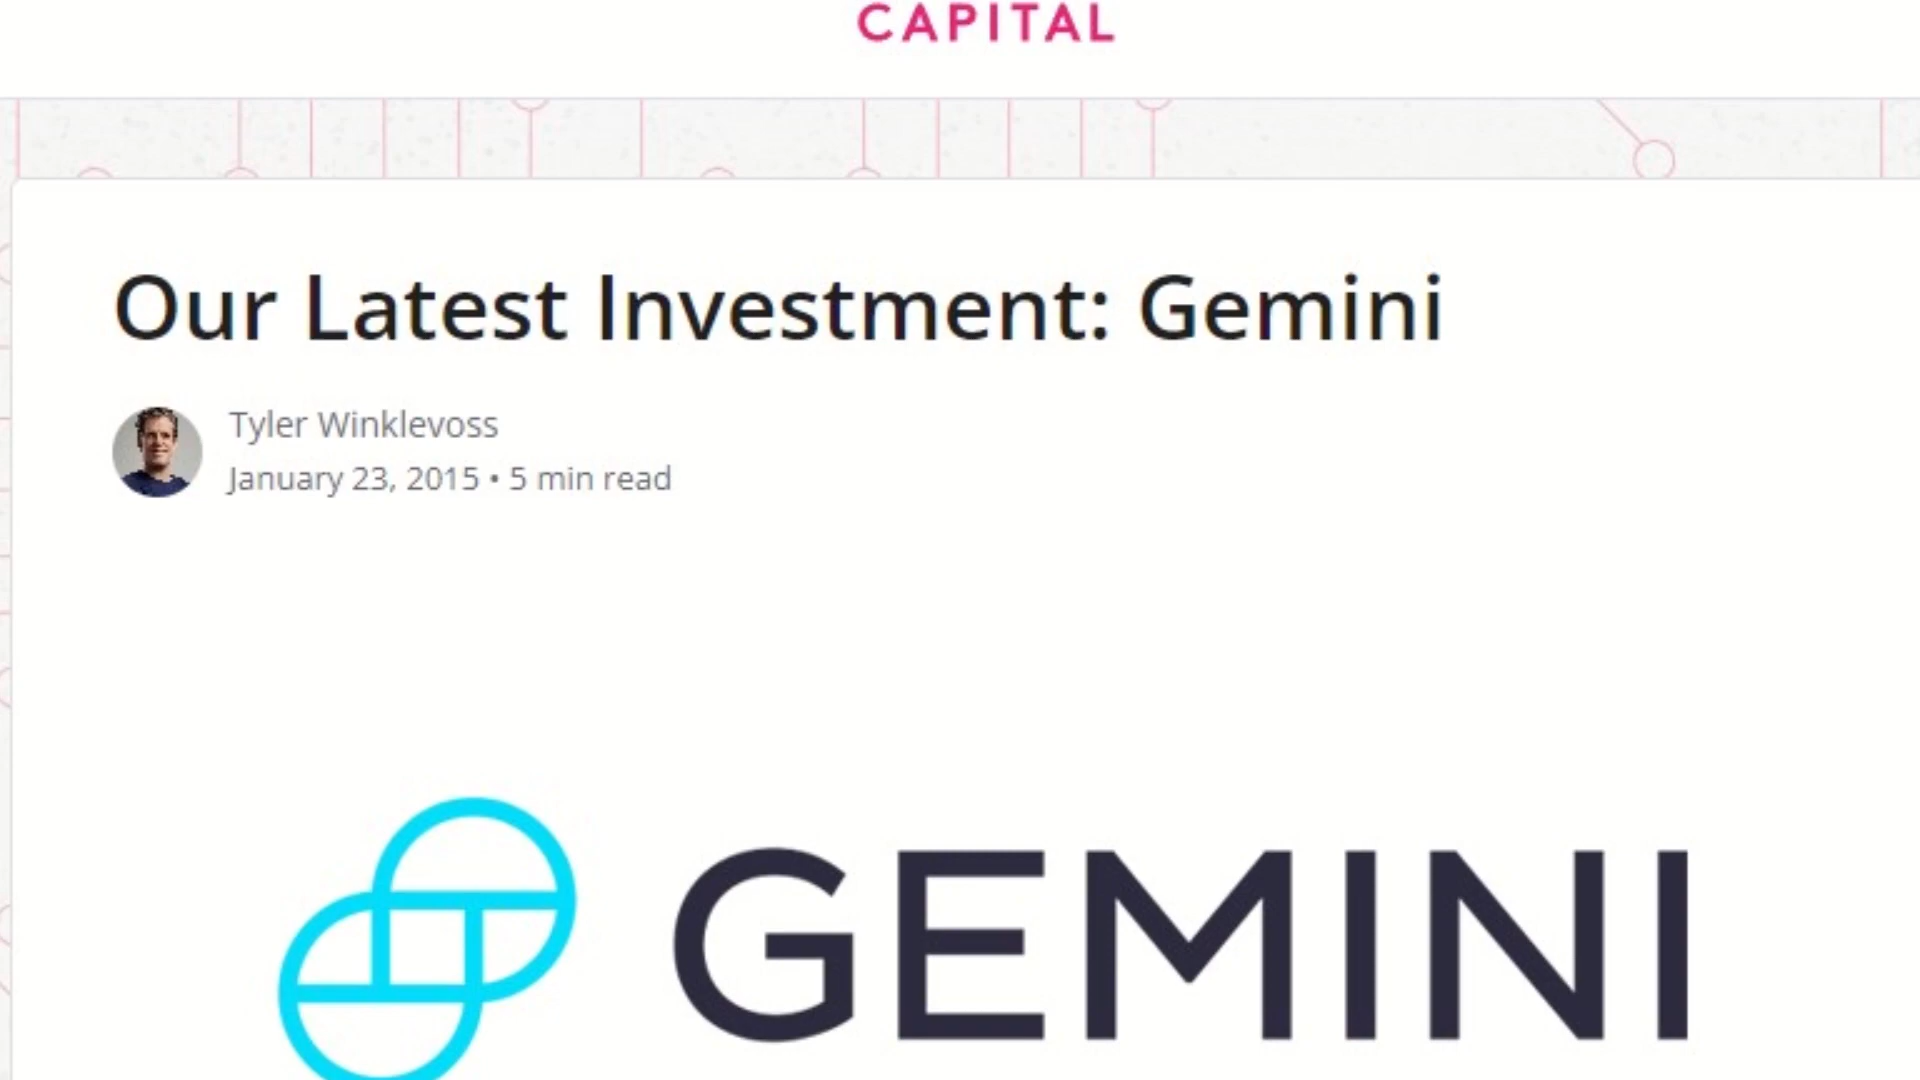 CAPITAL
Our Latest Investment: Gemini
Tyler Winklevoss
January 23, 2015 • 5 min read
GEMINI